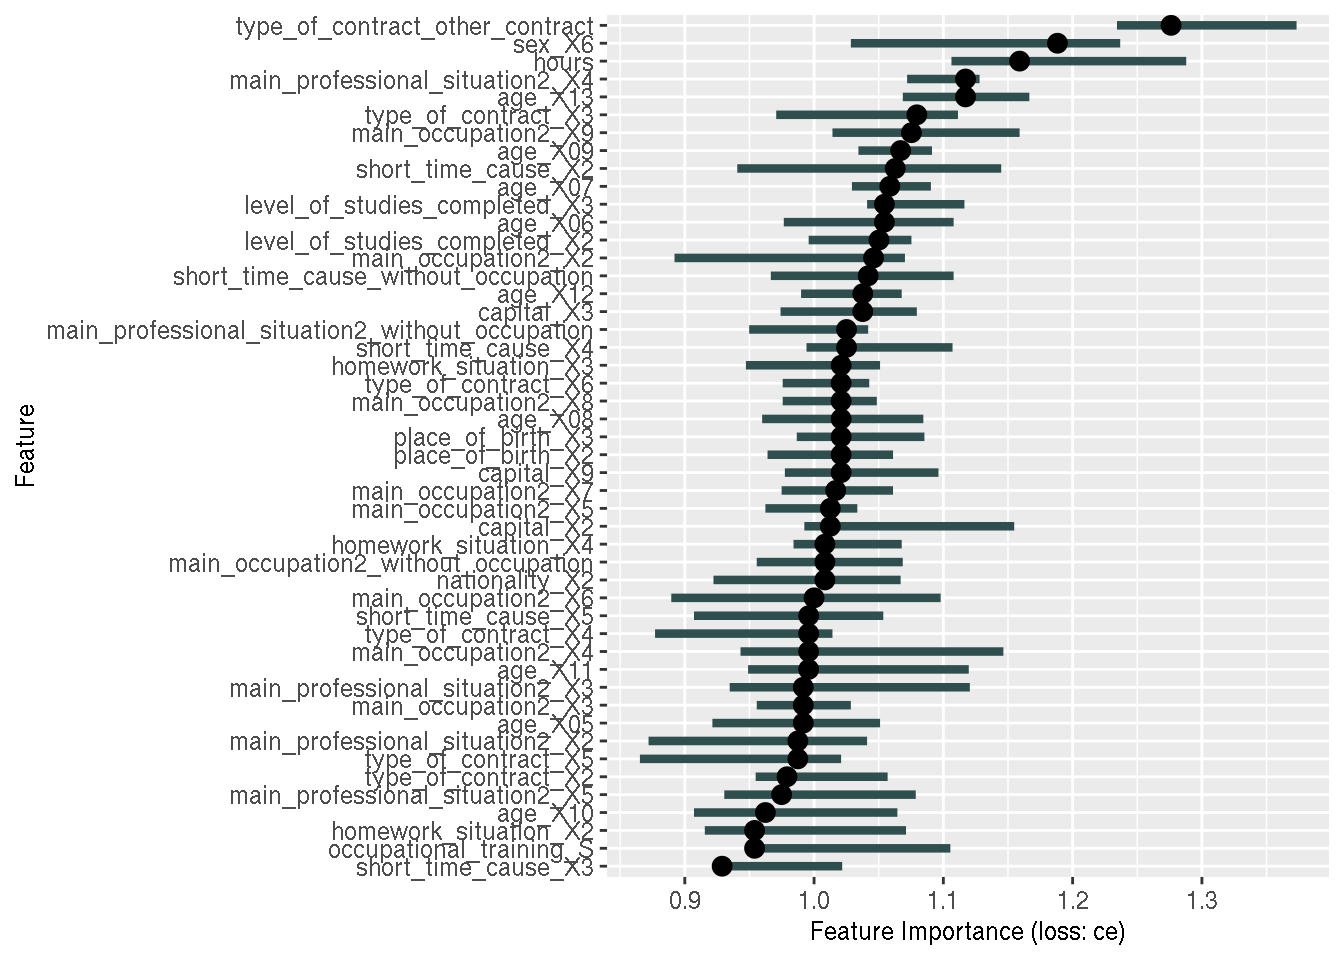 type_of_contract_other_contract
sex_X6
hours
main_professional_situation2_X4
age_X13
type_of_contract_X3
main_occupation2_X9
age_X09
short_time_cause_X2
age_X07
level_of_studies_completed_X3
age_X06
level_of_studies_completed_X2
main_occupation2_X2
short_time_cause_without_occupation
age_X12
capital_X3
main_professional_situation2_without_occupation
short_time_cause_X4
homework_situation_X3
type_of_contract_X6
main_occupation2_X8
age_X08
place_of_birth_X3
place_of_birth_X2
capital_X9
main_occupation2_X7
main_occupation2_X5
capital_X2
homework_situation_X4
main_occupation2_without_occupation
nationality_X2
main_occupation2_X6
short_time_cause_X5
type_of_contract_X4
main_occupation2_X4
age_X11
main_professional_situation2_X3
main_occupation2_X3
age_X05
main_professional_situation2_X2
type_of_contract_X5
type_of_contract_X2
main_professional_situation2_X5
age_X10
homework_situation_X2
occupational_training_S
short_time_cause_X3
Feature
0.9 1.0 1.1 1.2 1.3
Feature Importance (loss: ce)